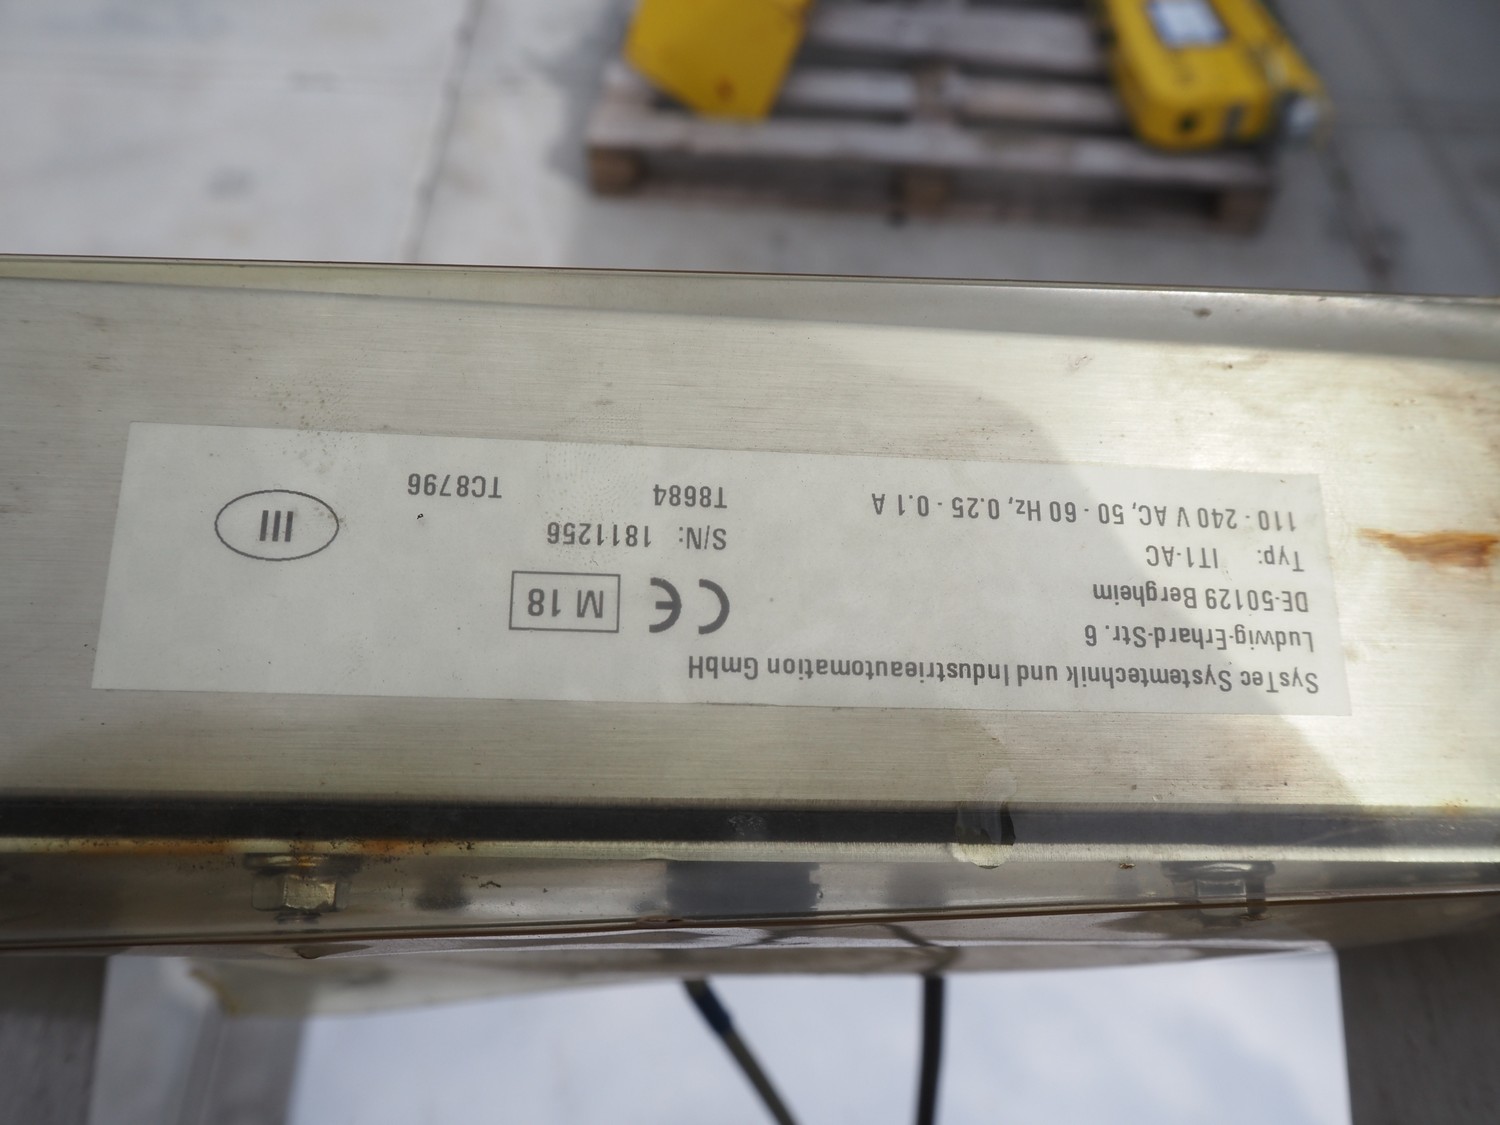 SysTec Systemtechnik und Industrieautomation GmbH
Ludwig-Erhard-Str. 6
DE-50129 Bergheim
Typ: IT1-AC
110 - 240 V AC, 50 - 60 Hz, 0.25 - 0.1 A
CE M 18
S/N: 1811256
T8684
TC8796
III